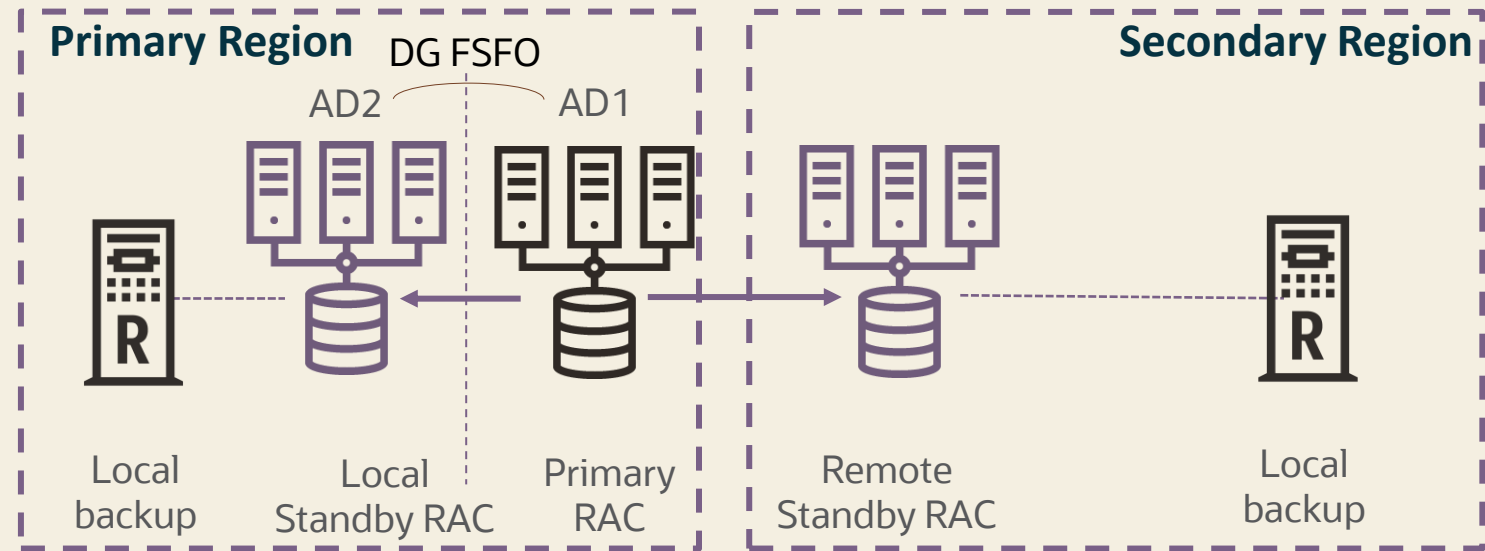 Primary Region
DG FSFO
Secondary Region
AD2
AD1
R
R
Local
backup
Local
Standby RAC
Primary
RAC
Remote
Standby RAC
Local
backup